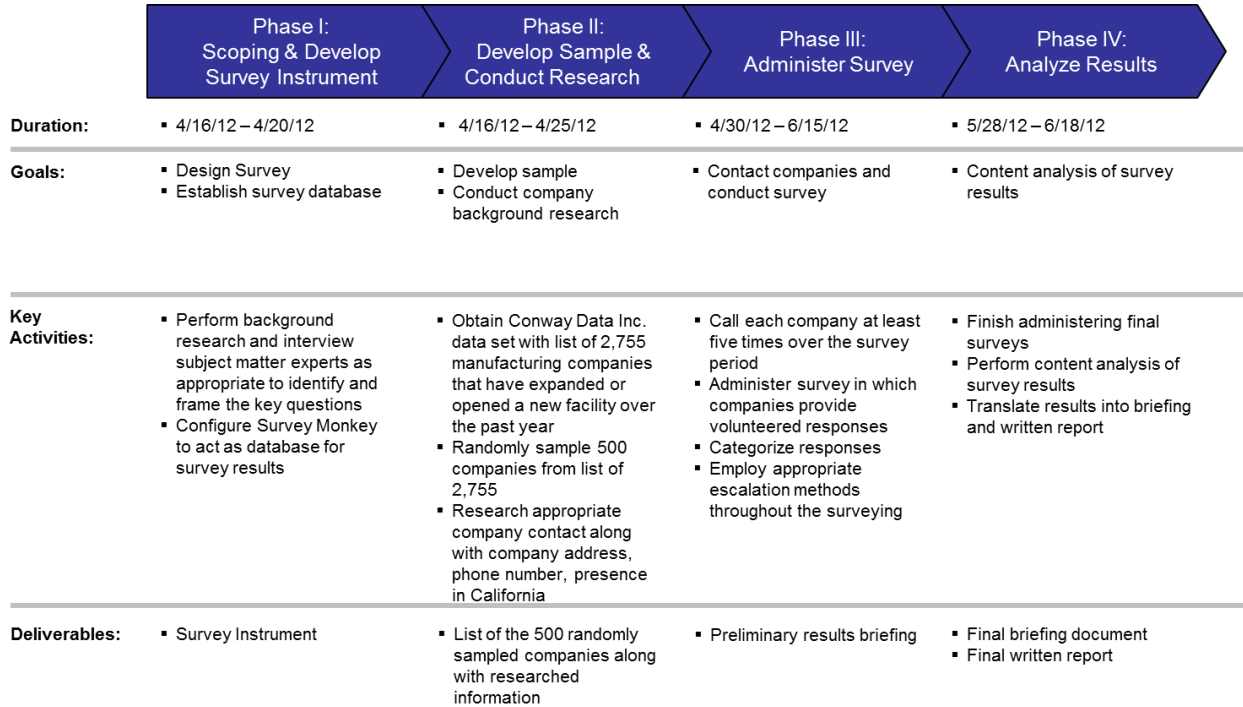 Phase I:
Scoping & Develop
Survey Instrument
Phase II:
Develop Sample &
Conduct Research
Phase III:
Administer Survey
Phase IV:
Analyze Results
Duration:
▪ 4/16/12 – 4/20/12
▪ 4/16/12 – 4/25/12
▪ 4/30/12 – 6/15/12
▪ 5/28/12 – 6/18/12
Goals:
▪ Design Survey
▪ Establish survey database
▪ Develop sample
▪ Conduct company
background research
▪ Contact companies and
conduct survey
▪ Content analysis of survey
results
Key
Activities:
▪ Perform background
research and interview
subject matter experts as
appropriate to identify and
frame the key questions
▪ Configure Survey Monkey
to act as database for
survey results
▪ Obtain Conway Data Inc.
data set with list of 2,755
manufacturing companies
that have expanded or
opened a new facility over
the past year
▪ Randomly sample 500
companies from list of
2,755
▪ Research appropriate
company contact along
with company address,
phone number, presence
in California
▪ Call each company at least
five times over the survey
period
▪ Administer survey in which
companies provide
volunteered responses
▪ Categorize responses
▪ Employ appropriate
escalation methods
throughout the surveying
▪ Finish administering final
surveys
▪ Perform content analysis of
survey results
▪ Translate results into briefing
and written report
Deliverables:
▪ Survey Instrument
▪ List of the 500 randomly
sampled companies along
with researched
information
▪ Preliminary results briefing
▪ Final briefing document
▪ Final written report